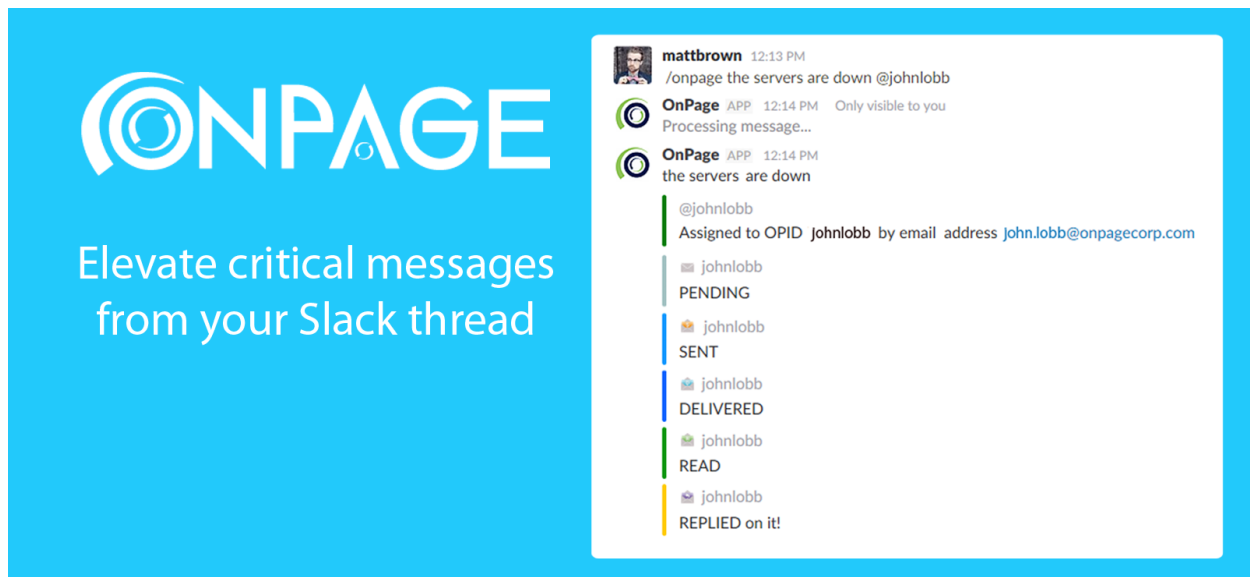 ONPAGE
Elevate critical messages
from your Slack thread
mattbrown 12:13 PM
/onpage the servers are down @johnlobb
OnPage APP 12:14 PM Only visible to you
Processing message...
OnPage APP 12:14 PM
the servers are down
@johnlobb
Assigned to OPID johnlobb by email address john.lobb@onpagecorp.com
johnlobb
PENDING
johnlobb
SENT
johnlobb
DELIVERED
johnlobb
READ
johnlobb
REPLIED on it!